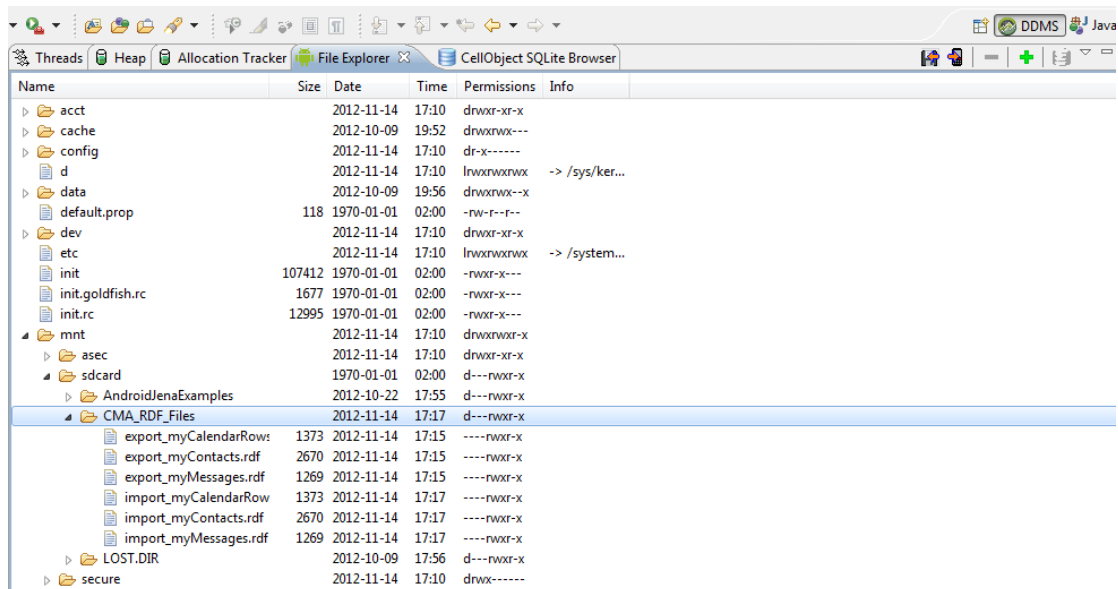 DDMS Java
Threads Heap Allocation Tracker File Explorer CellObject SQLite Browser
Name Size Date Time Permissions Info
acct 2012-11-14 17:10 drwxr-xr-x
cache 2012-10-09 19:52 drwxrwx---
config 2012-11-14 17:10 dr-x------
d 2012-11-14 17:10 lrwxrwxrwx -> /sys/ker...
data 2012-10-09 19:56 drwxrwx--x
default.prop 118 1970-01-01 02:00 -rw-r--r--
dev 2012-11-14 17:10 drwxr-xr-x
etc 2012-11-14 17:10 lrwxrwxrwx -> /system...
init 107412 1970-01-01 02:00 -rwxr-x---
init.goldfish.rc 1677 1970-01-01 02:00 -rwxr-x---
init.rc 12995 1970-01-01 02:00 -rwxr-x---
mnt 2012-11-14 17:10 drwxrwxr-x
asec 2012-11-14 17:10 drwxr-xr-x
sdcard 1970-01-01 02:00 d---rwxr-x
AndroidJenaExamples 2012-10-22 17:55 d---rwxr-x
CMA_RDF_Files 2012-11-14 17:17 d---rwxr-x
export_myCalendarRows 1373 2012-11-14 17:15 ----rwxr-x
export_myContacts.rdf 2670 2012-11-14 17:15 ----rwxr-x
export_myMessages.rdf 1269 2012-11-14 17:15 ----rwxr-x
import_myCalendarRow 1373 2012-11-14 17:17 ----rwxr-x
import_myContacts.rdf 2670 2012-11-14 17:17 ----rwxr-x
import_myMessages.rdf 1269 2012-11-14 17:17 ----rwxr-x
LOST.DIR 2012-10-09 17:56 d---rwxr-x
secure 2012-11-14 17:10 drwx------